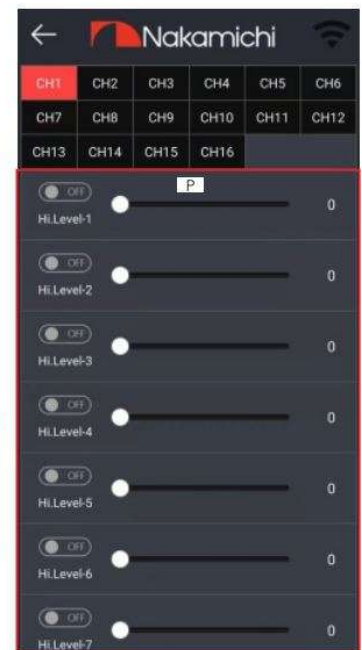 Nakamichi
CH1 CH2 CH3 CH4 CH5 CH6
CH7 CH8 CH9 CH10 CH11 CH12
CH13 CH14 CH15 CH16
P
OFF
Hi.Level-1 0
OFF
Hi.Level-2 0
OFF
Hi.Level-3 0
OFF
Hi.Level-4 0
OFF
Hi.Level-5 0
OFF
Hi.Level-6 0
OFF
Hi.Level-7 0